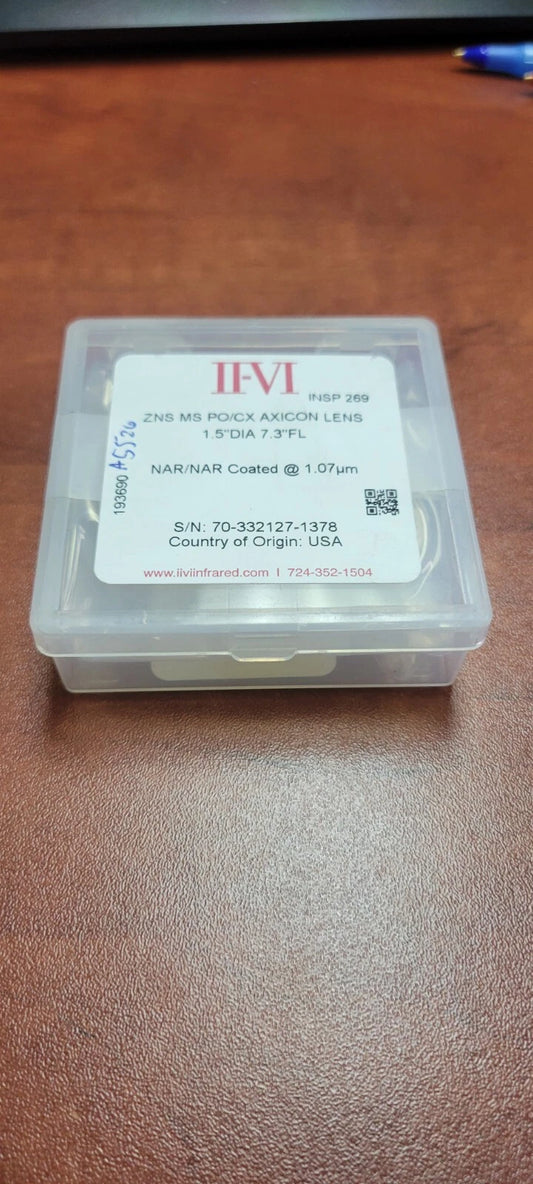 II-VI
INSP 269
ZNS MS PO/CX AXICON LENS
1.5"DIA 7.3"FL
NAR/NAR Coated @ 1.07µm
193690 A5526
S/N: 70-332127-1378
Country of Origin: USA
www.iiviinfrared.com | 724-352-1504